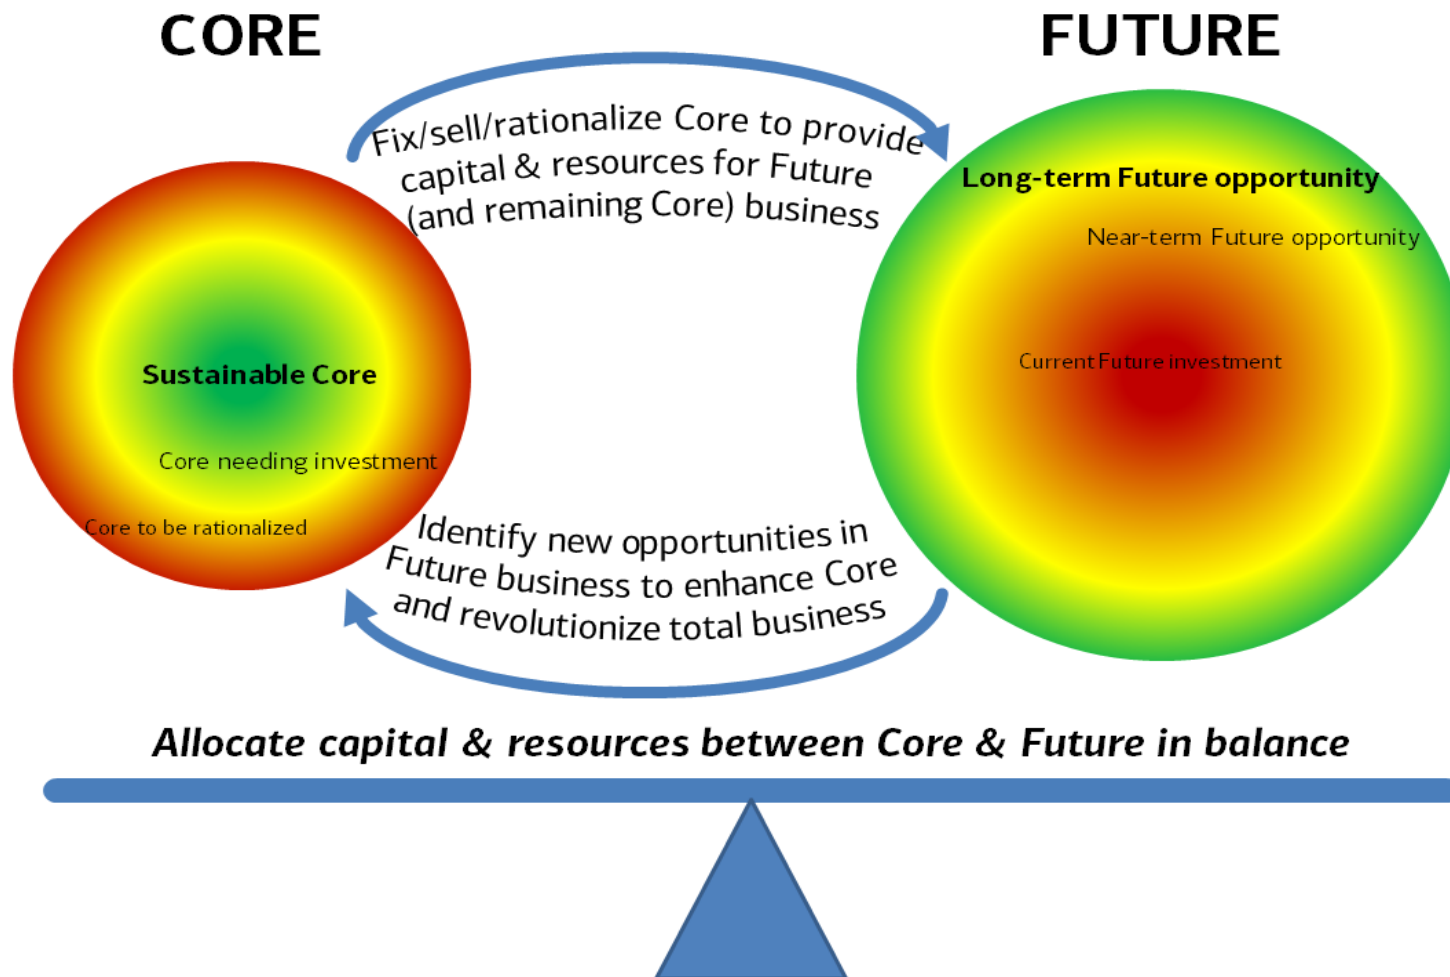 CORE
FUTURE
Fix/sell/rationalize Core to provide
capital & resources for Future
(and remaining Core) business
Long-term Future opportunity
Near-term Future opportunity
Current Future investment
Sustainable Core
Core needing investment
Core to be rationalized
Identify new opportunities in
Future business to enhance Core
and revolutionize total business
Allocate capital & resources between Core & Future in balance